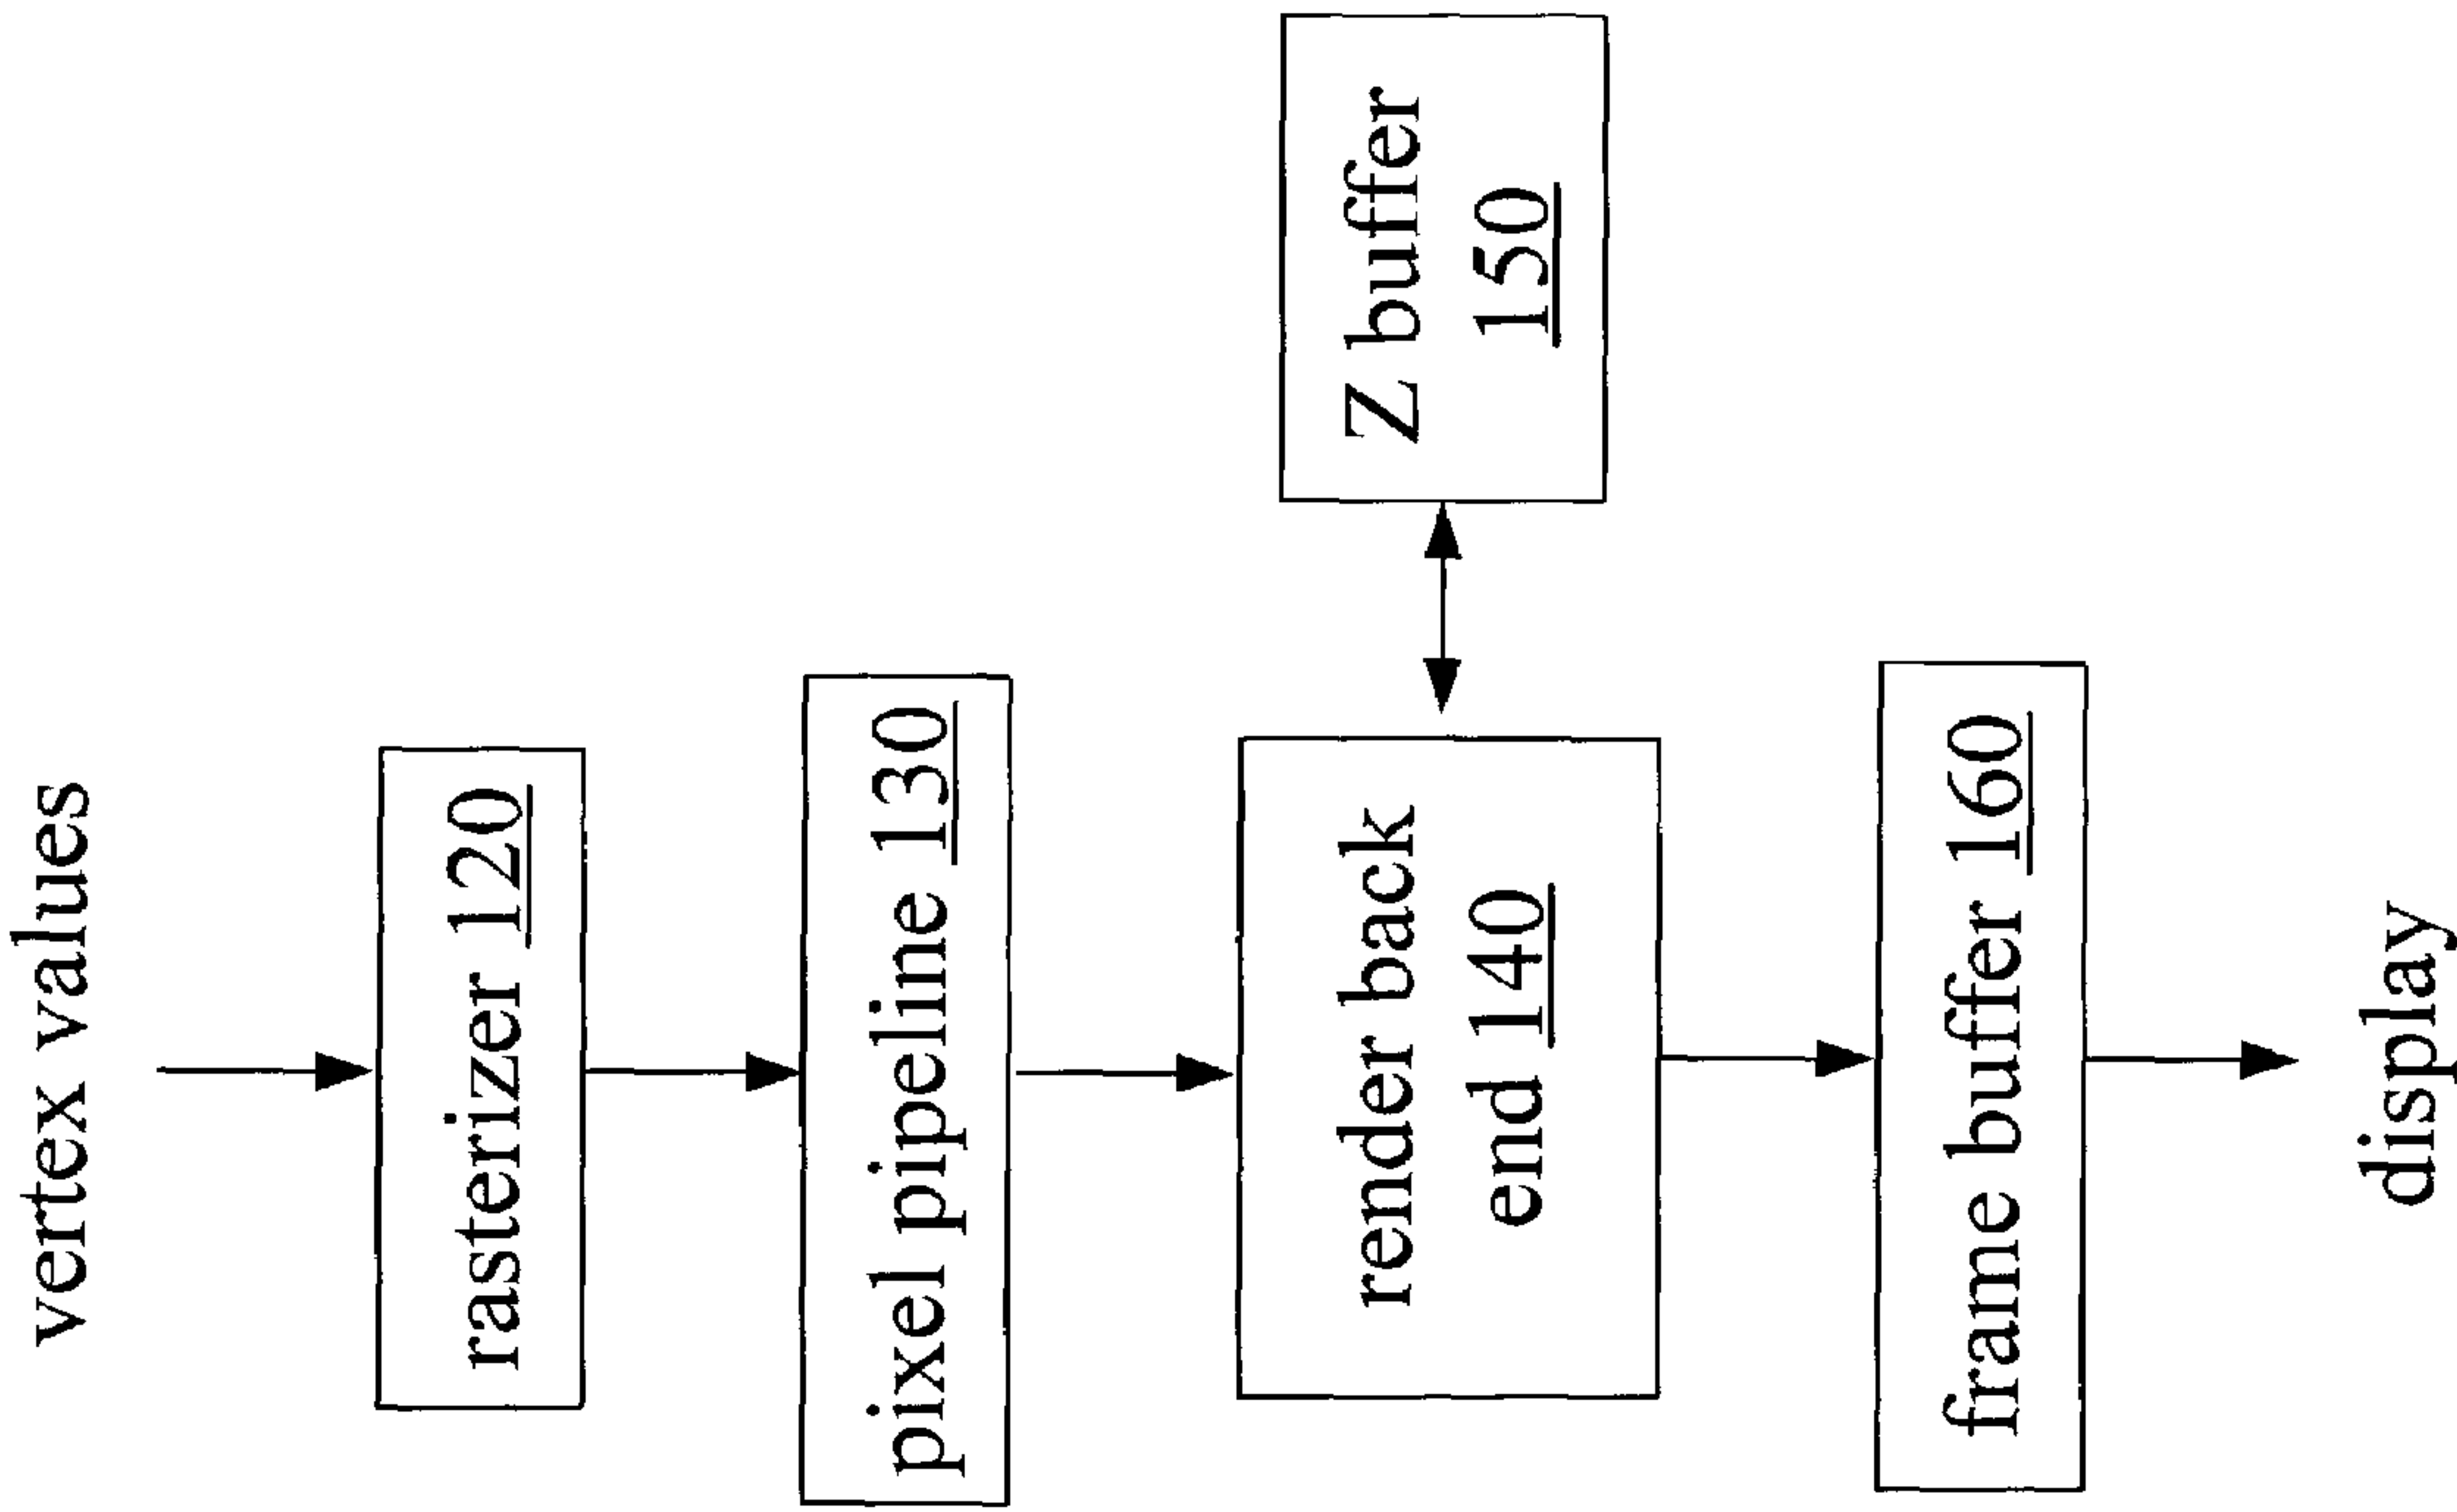 vertex values
rasterizer 120
pixel pipeline 130
render back
end 140
Z buffer
150
frame buffer 160
display